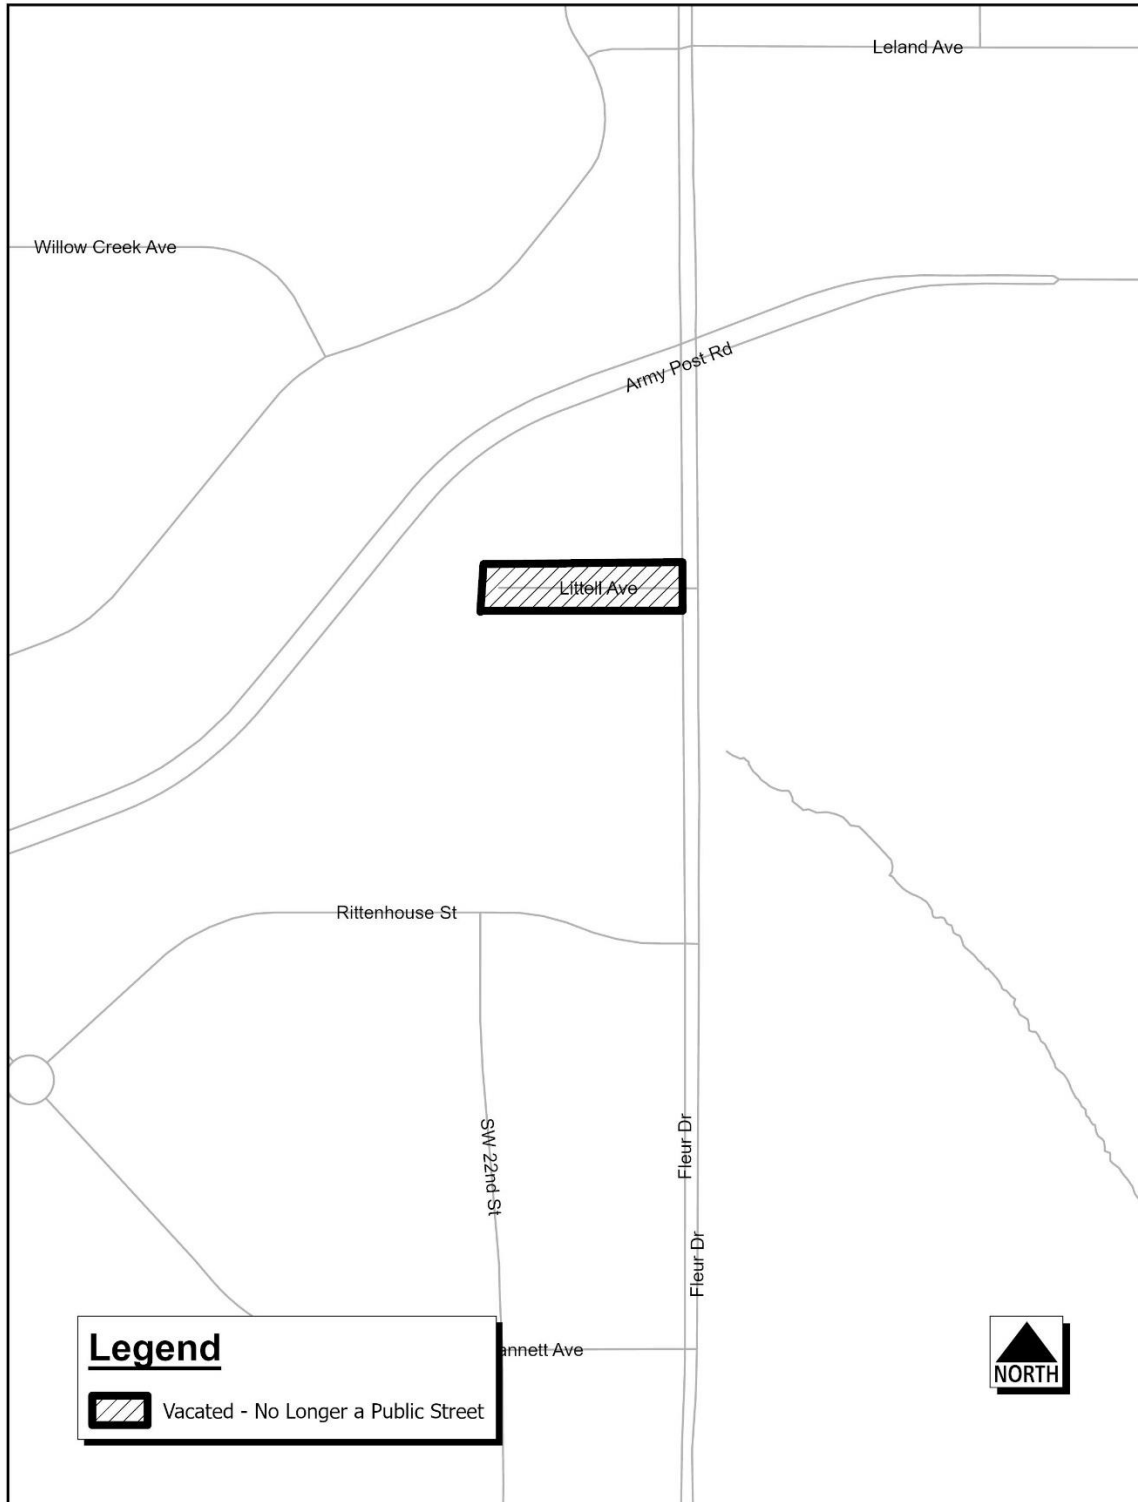 Leland Ave
Willow Creek Ave
Army Post Rd
Littell Ave
Rittenhouse St
SW 22nd St
Fleur Dr
Fleur Dr
annett Ave
Legend
Vacated - No Longer a Public Street
NORTH